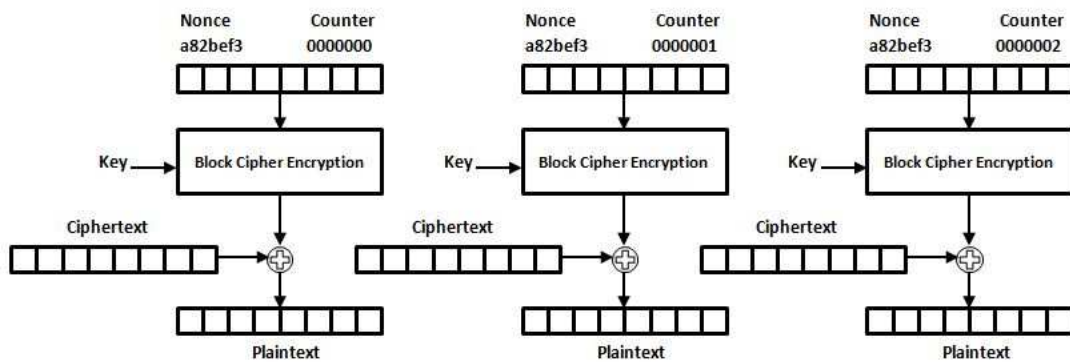 Nonce Counter Nonce Counter Nonce Counter
a82bef3 0000000 a82bef3 0000001 a82bef3 0000002
Key Block Cipher Encryption Key Block Cipher Encryption Key Block Cipher Encryption
Ciphertext Ciphertext Ciphertext
Plaintext Plaintext Plaintext